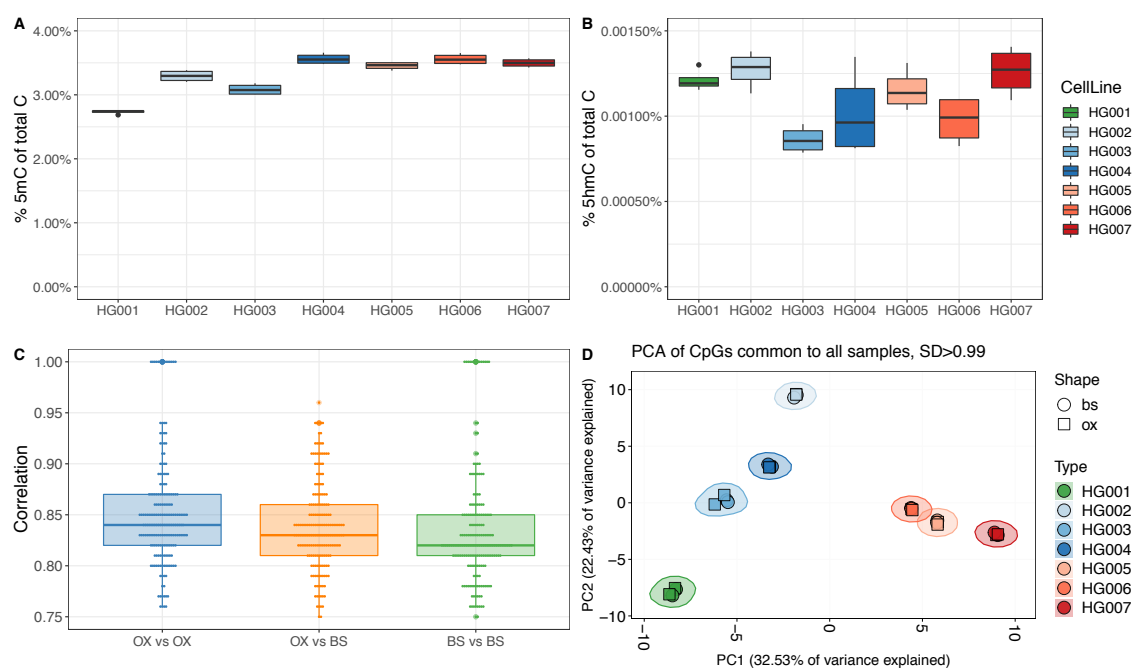 A
% 5mC of total C
4.00%
3.00%
2.00%
1.00%
0.00%
HG001 HG002 HG003 HG004 HG005 HG006 HG007
B
% 5hmC of total C
0.00150%
0.00100%
0.00050%
0.00000%
HG001 HG002 HG003 HG004 HG005 HG006 HG007
CellLine
HG001
HG002
HG003
HG004
HG005
HG006
HG007
C
Correlation
1.00
0.95
0.90
0.85
0.80
0.75
OX vs OX OX vs BS BS vs BS
D
PCA of CpGs common to all samples, SD>0.99
PC2 (22.43% of variance explained)
10
5
0
−5
−10
−10 −5 0 5 10
PC1 (32.53% of variance explained)
Shape
bs
ox
Type
HG001
HG002
HG003
HG004
HG005
HG006
HG007